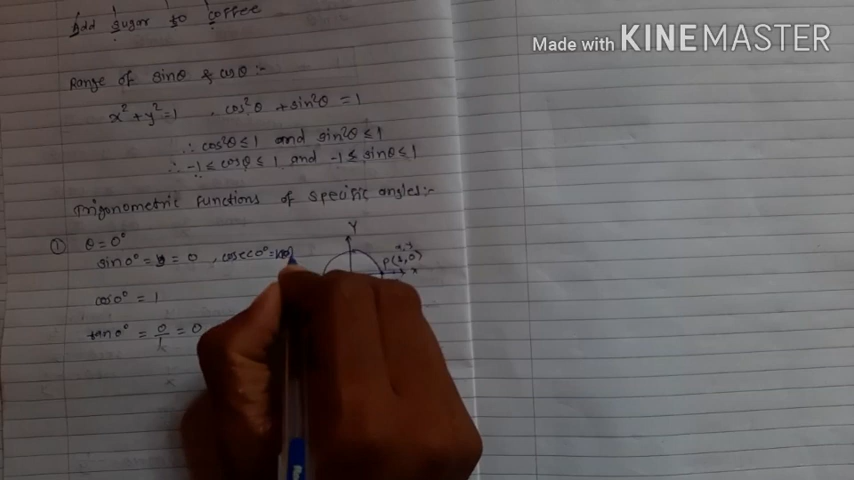 Add sugar to coffee
Made with KINEMASTER
Range of sinθ & cosθ :-
x² + y² = 1 . cos²θ + sin²θ = 1
∴ cos²θ ≤ 1 and sin²θ ≤ 1
∴ -1 ≤ cosθ ≤ 1 and -1 ≤ sinθ ≤ 1
Trigonometric Functions of specific angles:-
① θ = 0°
Y
sin0° = y = 0 , cosec0° =
x, y
P(1,0)
x
cos0° = 1
tan0° = 0/1 = 0